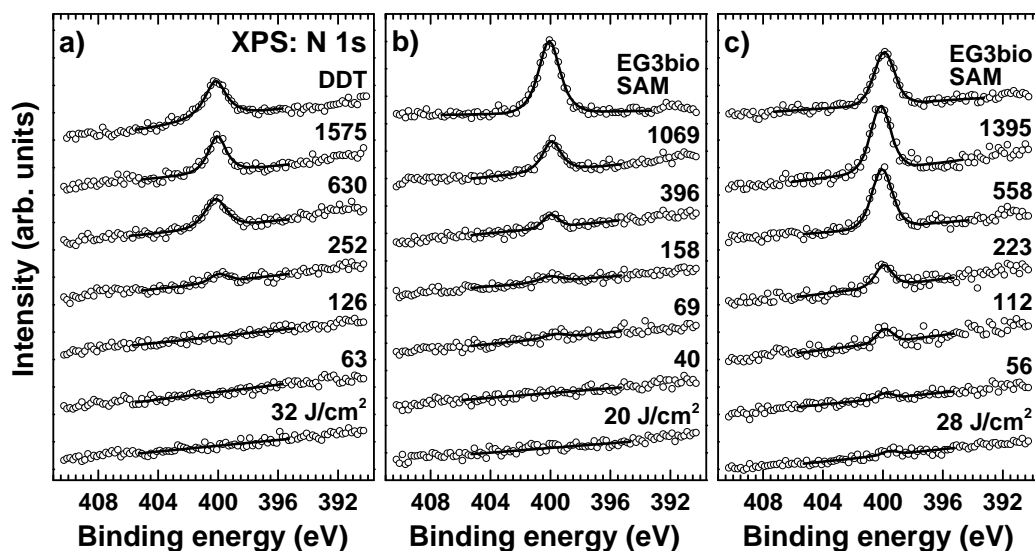 a) XPS: N 1s
DDT
1575
630
252
126
63
32 J/cm²
408 404 400 396 392
Binding energy (eV)
b) EG3bio
SAM
1069
396
158
69
40
20 J/cm²
408 404 400 396 392
Binding energy (eV)
c) EG3bio
SAM
1395
558
223
112
56
28 J/cm²
408 404 400 396 392
Binding energy (eV)
Intensity (arb. units)